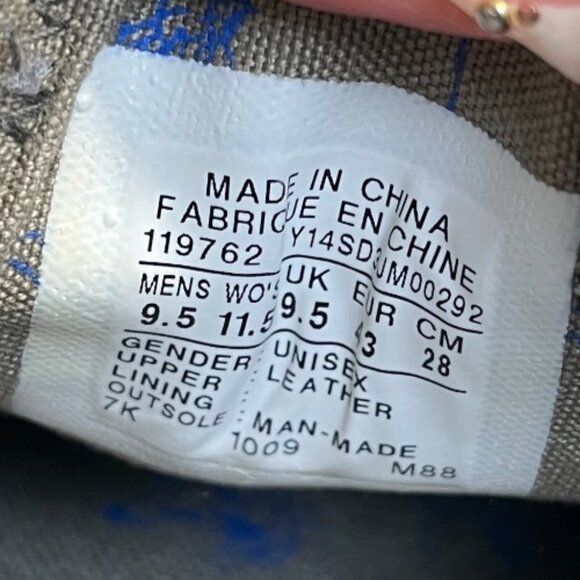 MADE IN CHINA
FABRIQUE EN CHINE
119762 Y14SD3JM00292
MENS WO'S UK EUR CM
9.5 11.5 9.5 43 28
GENDER: UNISEX
UPPER : LEATHER
LINING :
OUTSOLE : MAN-MADE
7K 1009 M88